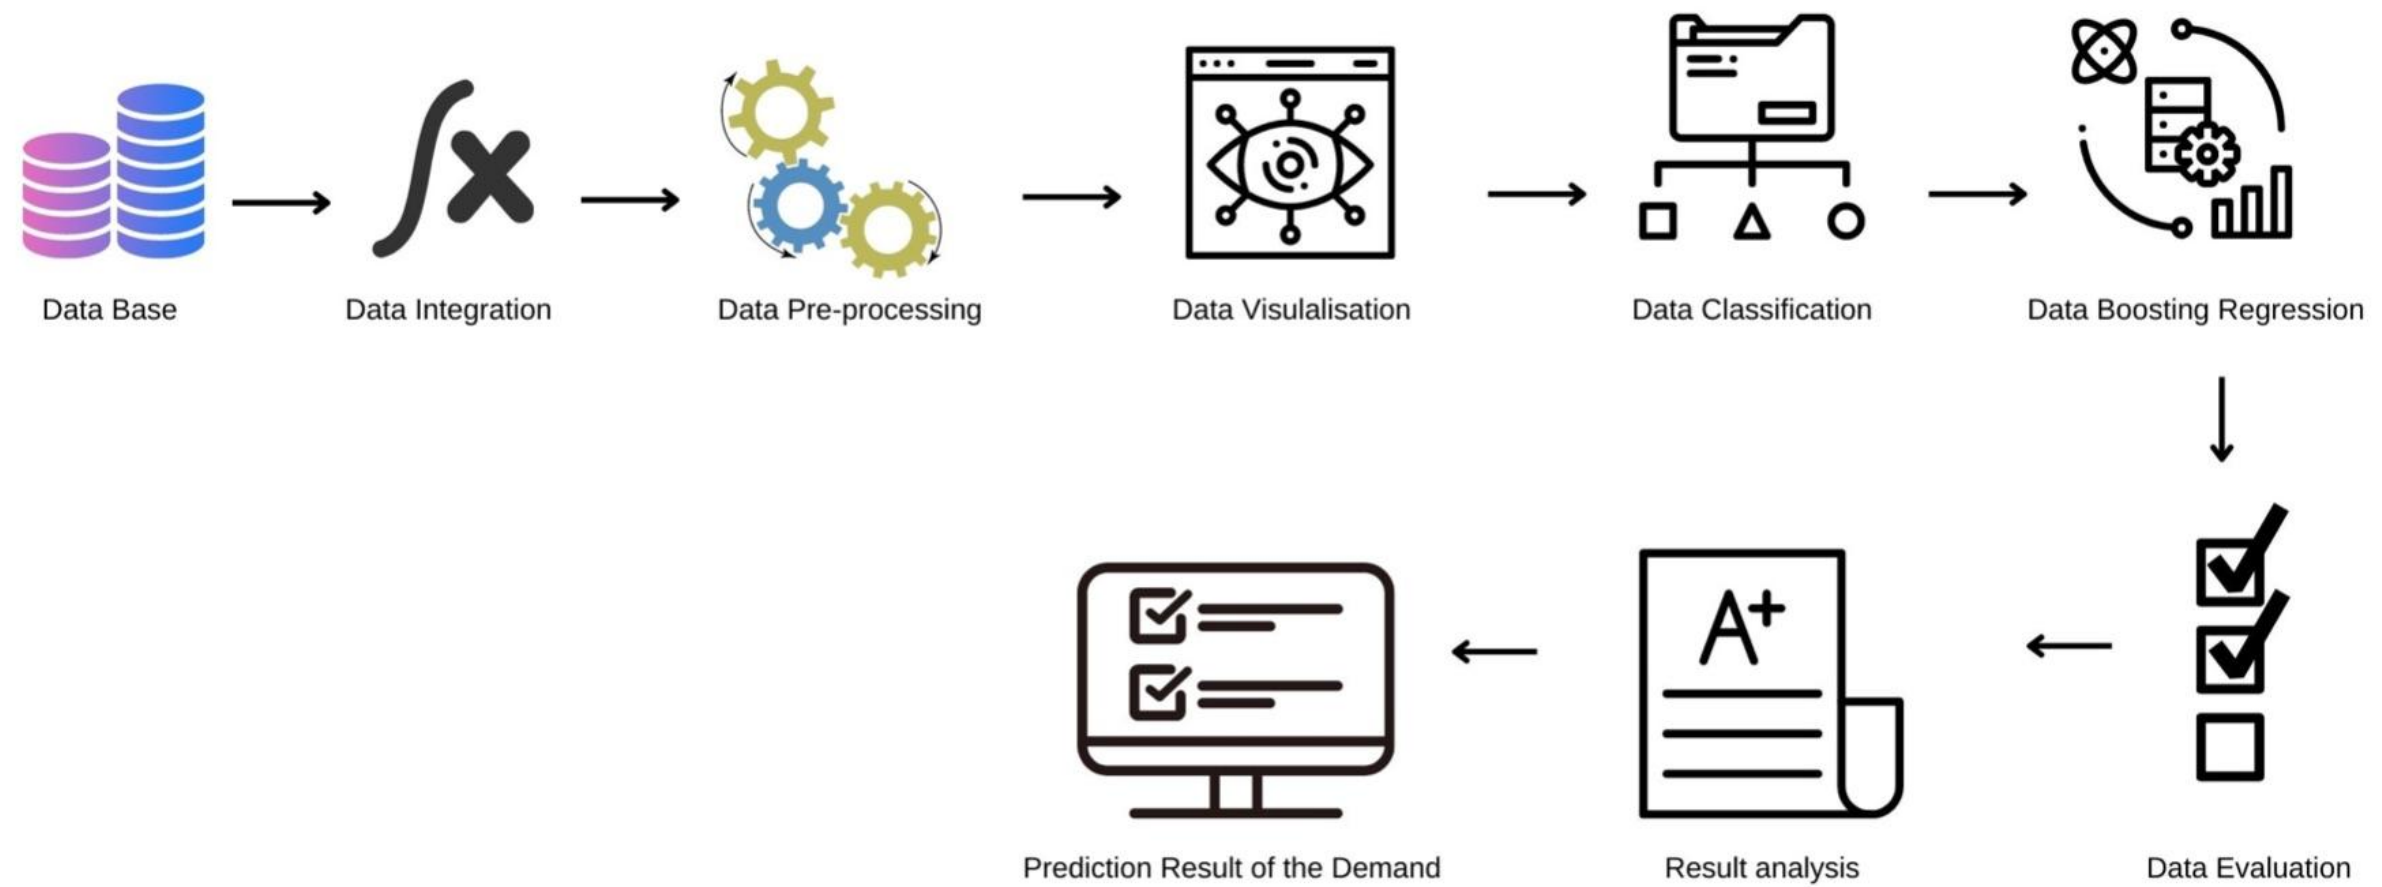 Data Base
Data Integration
Data Pre-processing
Data Visulalisation
Data Classification
Data Boosting Regression
A+
Prediction Result of the Demand
Result analysis
Data Evaluation